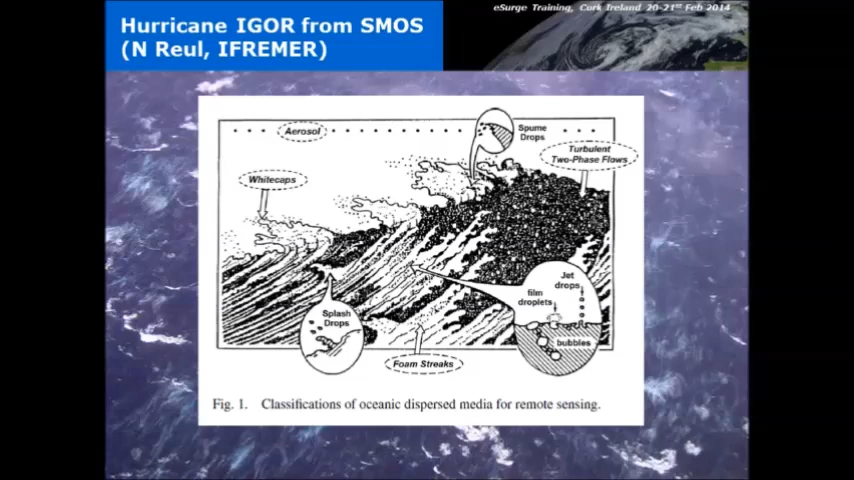 eSurge Training, Cork Ireland 20-21st Feb 2014
Hurricane IGOR from SMOS
(N Reul, IFREMER)
Aerosol
Spume
Drops
Turbulent
Two-Phase Flows
Whitecaps
Jet
drops
film
droplets
Splash
Drops
bubbles
Foam Streaks
Fig. 1. Classifications of oceanic dispersed media for remote sensing.